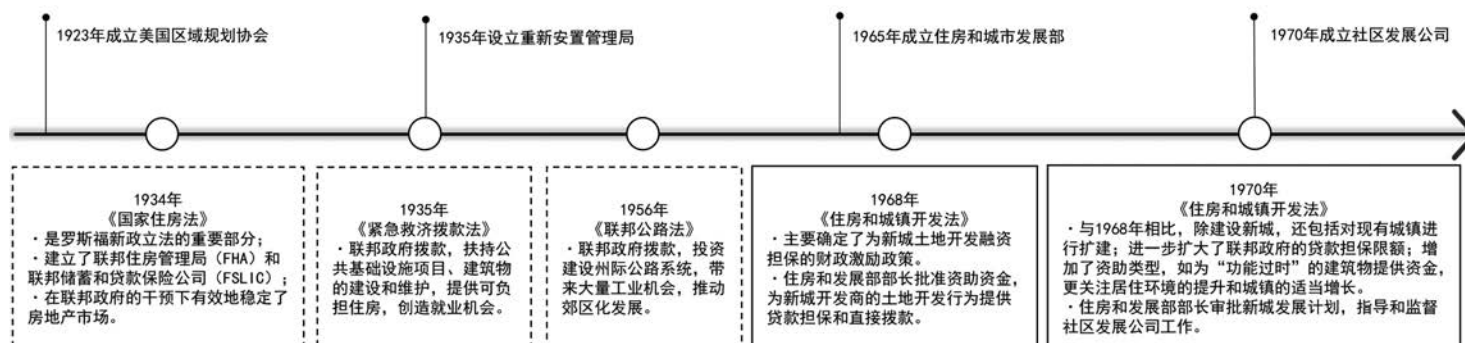 1923年成立美国区域规划协会
1935年设立重新安置管理局
1965年成立住房和城市发展部
1970年成立社区发展公司
1934年
《国家住房法》
·是罗斯福新政立法的重要部分；
·建立了联邦住房管理局（FHA）和
联邦储蓄和贷款保险公司（FSLIC）；
·在联邦政府的干预下有效地稳定了
房地产市场。
1935年
《紧急救济拨款法》
·联邦政府拨款，扶持公
共基础设施项目、建筑物
的建设和维护，提供可负
担住房，创造就业机会。
1956年
《联邦公路法》
·联邦政府拨款，投资
建设州际公路系统，带
来大量工业机会，推动
郊区化发展。
1968年
《住房和城镇开发法》
·主要确定了为新城土地开发融资
担保的财政激励政策。
·住房和发展部部长批准资助资金，
为新城开发商的土地开发行为提供
贷款担保和直接拨款。
1970年
《住房和城镇开发法》
·与1968年相比，除建设新城，还包括对现有城镇进
行扩建；进一步扩大了联邦政府的贷款担保限额；增
加了资助类型，如为“功能过时”的建筑物提供资金，
更关注居住环境的提升和城镇的适当增长。
·住房和发展部部长审批新城发展计划，指导和监督
社区发展公司工作。